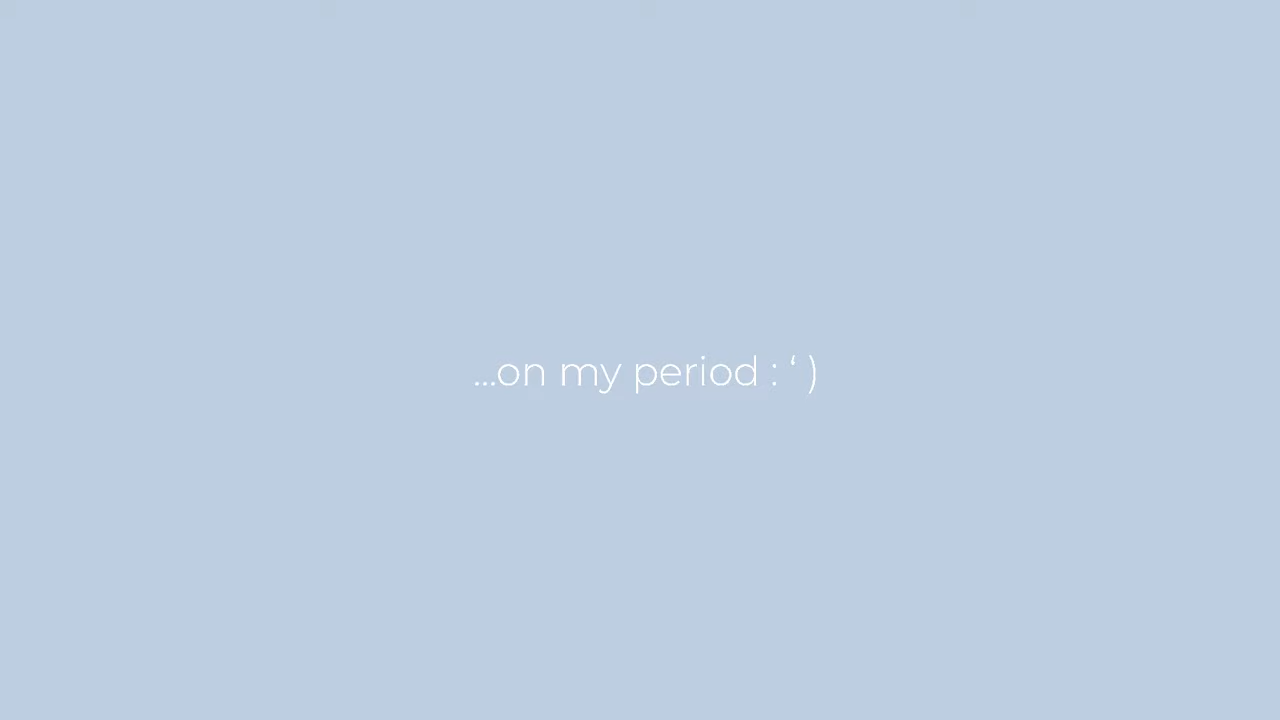 ...on my period : ‘ )